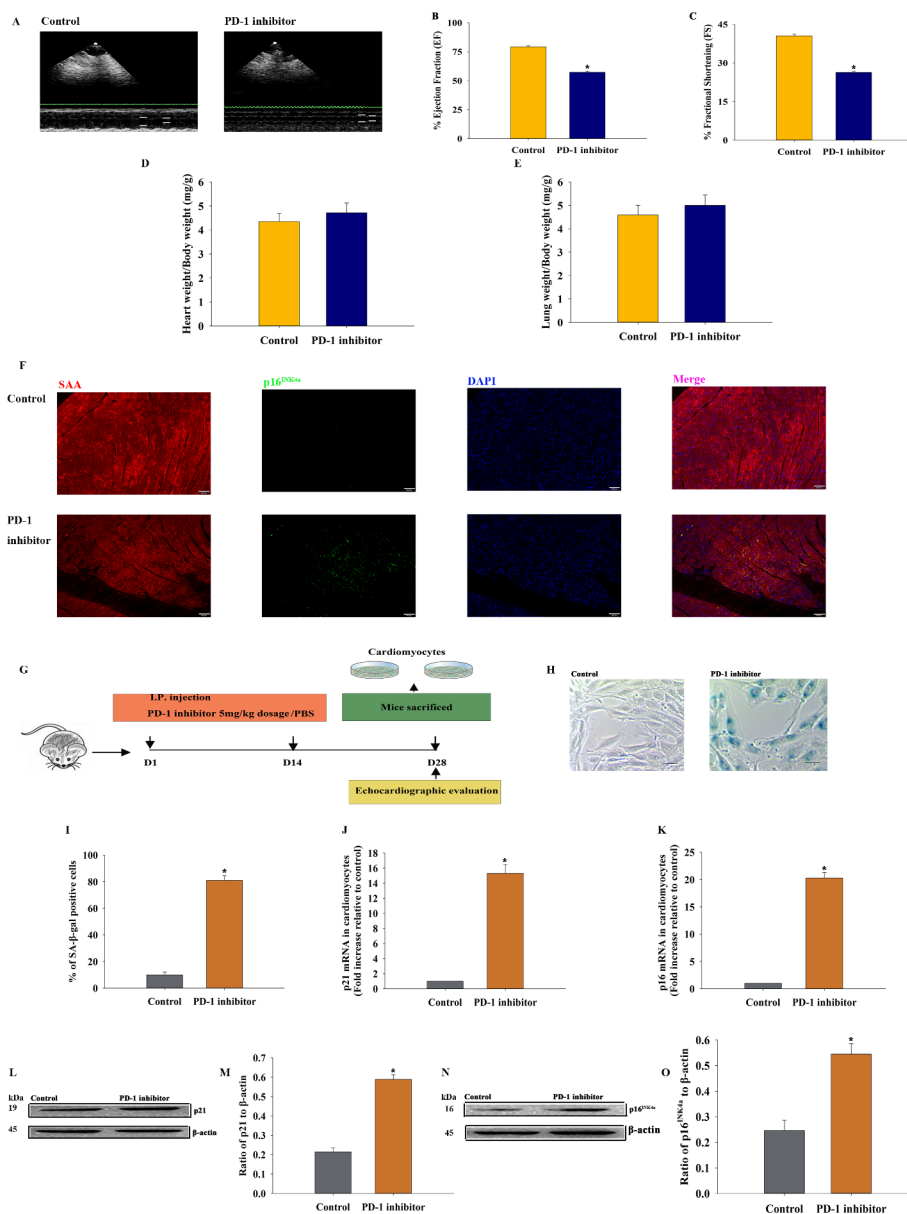 A
Control
PD-1 inhibitor
B
% Ejection Fraction (EF)
100
75
50
25
0
*
Control
PD-1 inhibitor
C
% Fractional Shortening (FS)
45
30
15
0
*
Control
PD-1 inhibitor
D
Heart weight/Body weight (mg/g)
6
5
4
3
2
1
0
Control
PD-1 inhibitor
E
Lung weight/Body weight (mg/g)
6
5
4
3
2
1
0
Control
PD-1 inhibitor
F
SAA
p16INK4a
DAPI
Merge
Control
PD-1
inhibitor
G
Cardiomyocytes
I.P. injection
PD-1 inhibitor 5mg/kg dosage/PBS
Mice sacrificed
D1
D14
D28
Echocardiographic evaluation
H
Control
PD-1 inhibitor
I
% of SA-β-gal positive cells
100
80
60
40
20
0
*
Control
PD-1 inhibitor
J
p21 mRNA in cardiomyocytes
(Fold increase relative to control)
18
16
14
12
10
8
6
4
2
0
*
Control
PD-1 inhibitor
K
p16 mRNA in cardiomyocytes
(Fold increase relative to control)
25
20
15
10
5
0
*
Control
PD-1 inhibitor
L
kDa
Control
PD-1 inhibitor
19
p21
45
β-actin
M
Ratio of p21 to β-actin
0.7
0.6
0.5
0.4
0.3
0.2
0.1
0.0
*
Control
PD-1 inhibitor
N
kDa
Control
PD-1 inhibitor
16
p16INK4a
45
β-actin
O
Ratio of p16INK4a to β-actin
0.6
0.5
0.4
0.3
0.2
0.1
0.0
*
Control
PD-1 inhibitor